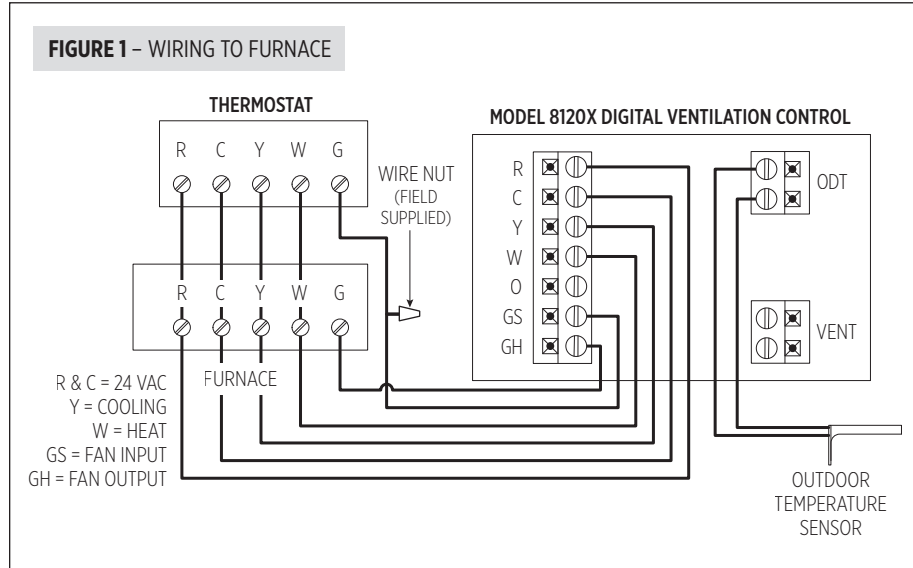 FIGURE 1 – WIRING TO FURNACE
THERMOSTAT
R C Y W G
WIRE NUT
(FIELD
SUPPLIED)
R C Y W G
FURNACE
R & C = 24 VAC
Y = COOLING
W = HEAT
GS = FAN INPUT
GH = FAN OUTPUT
MODEL 8120X DIGITAL VENTILATION CONTROL
R
C
Y
W
O
GS
GH
ODT
VENT
OUTDOOR
TEMPERATURE
SENSOR